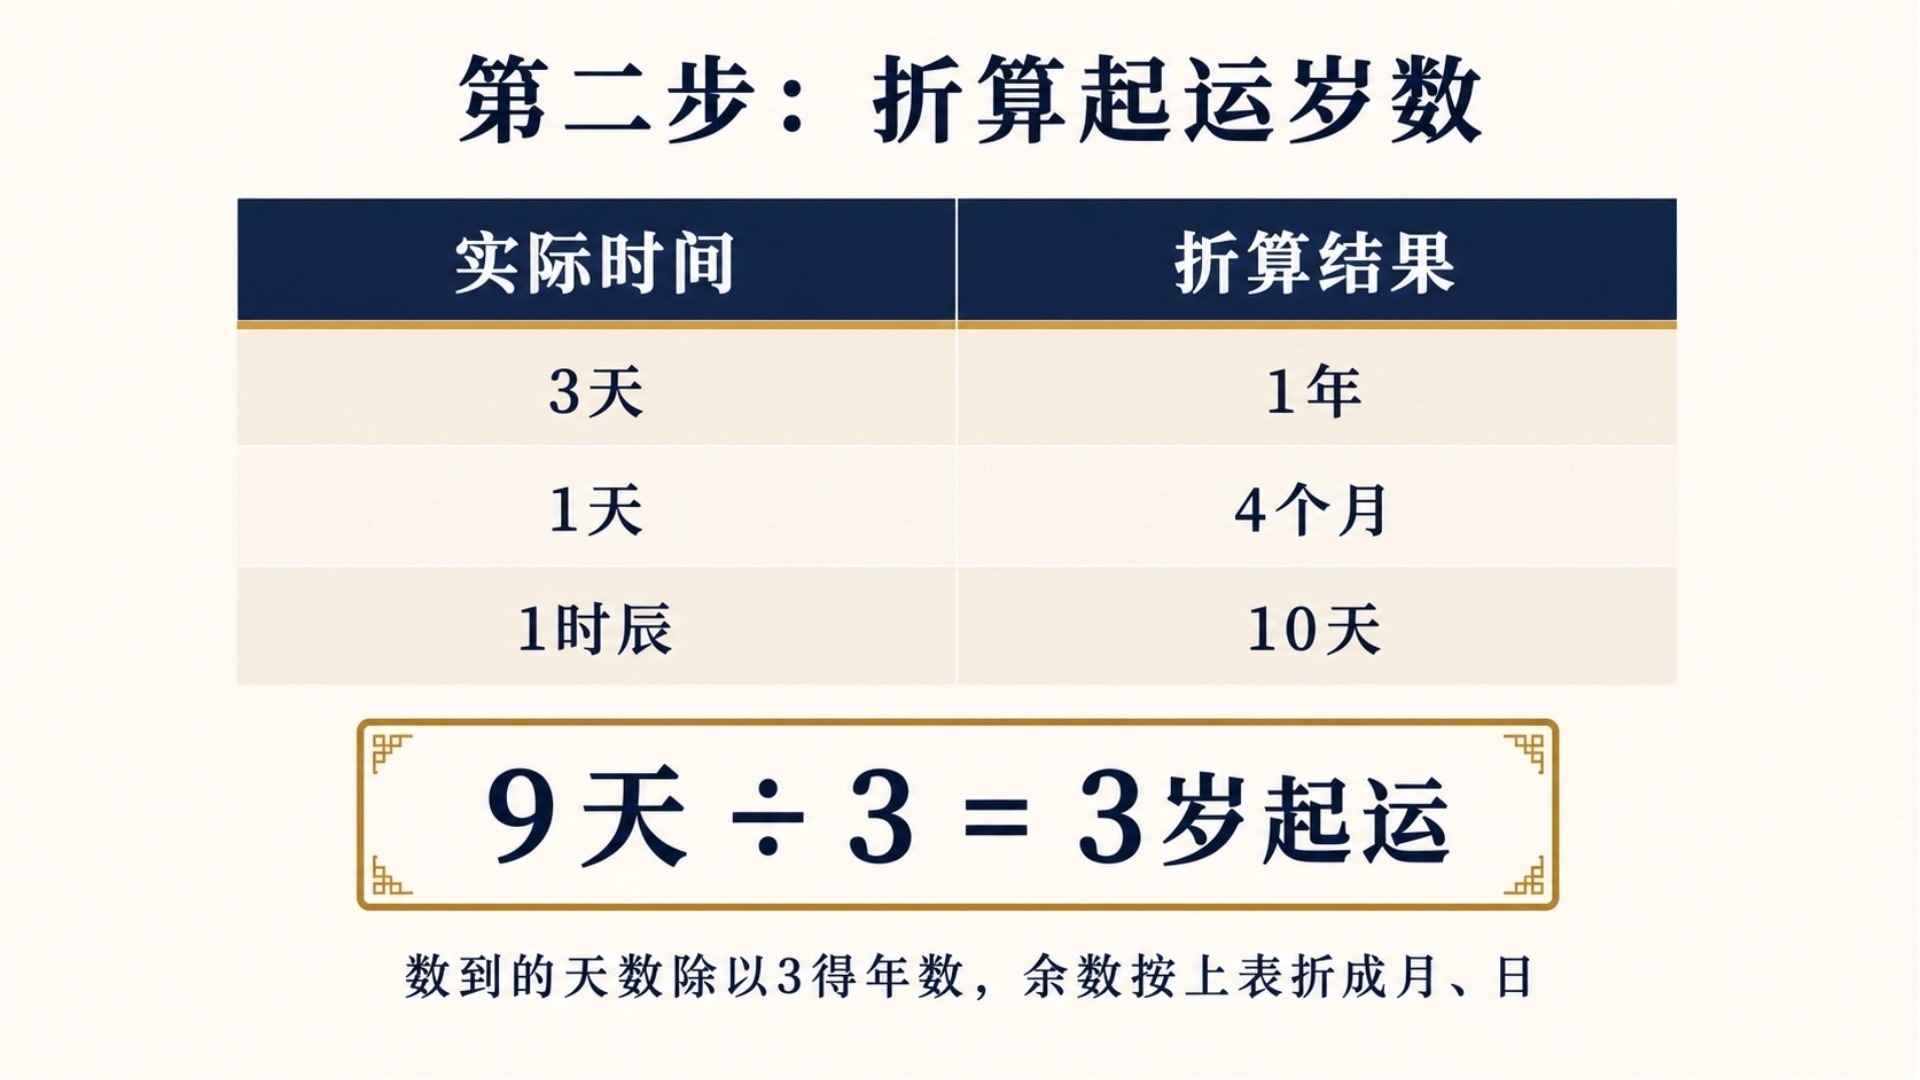 第二步：折算起运岁数
实际时间 折算结果
3天 1年
1天 4个月
1时辰 10天
9天 ÷ 3 = 3岁起运
数到的天数除以3得年数，余数按上表折成月、日